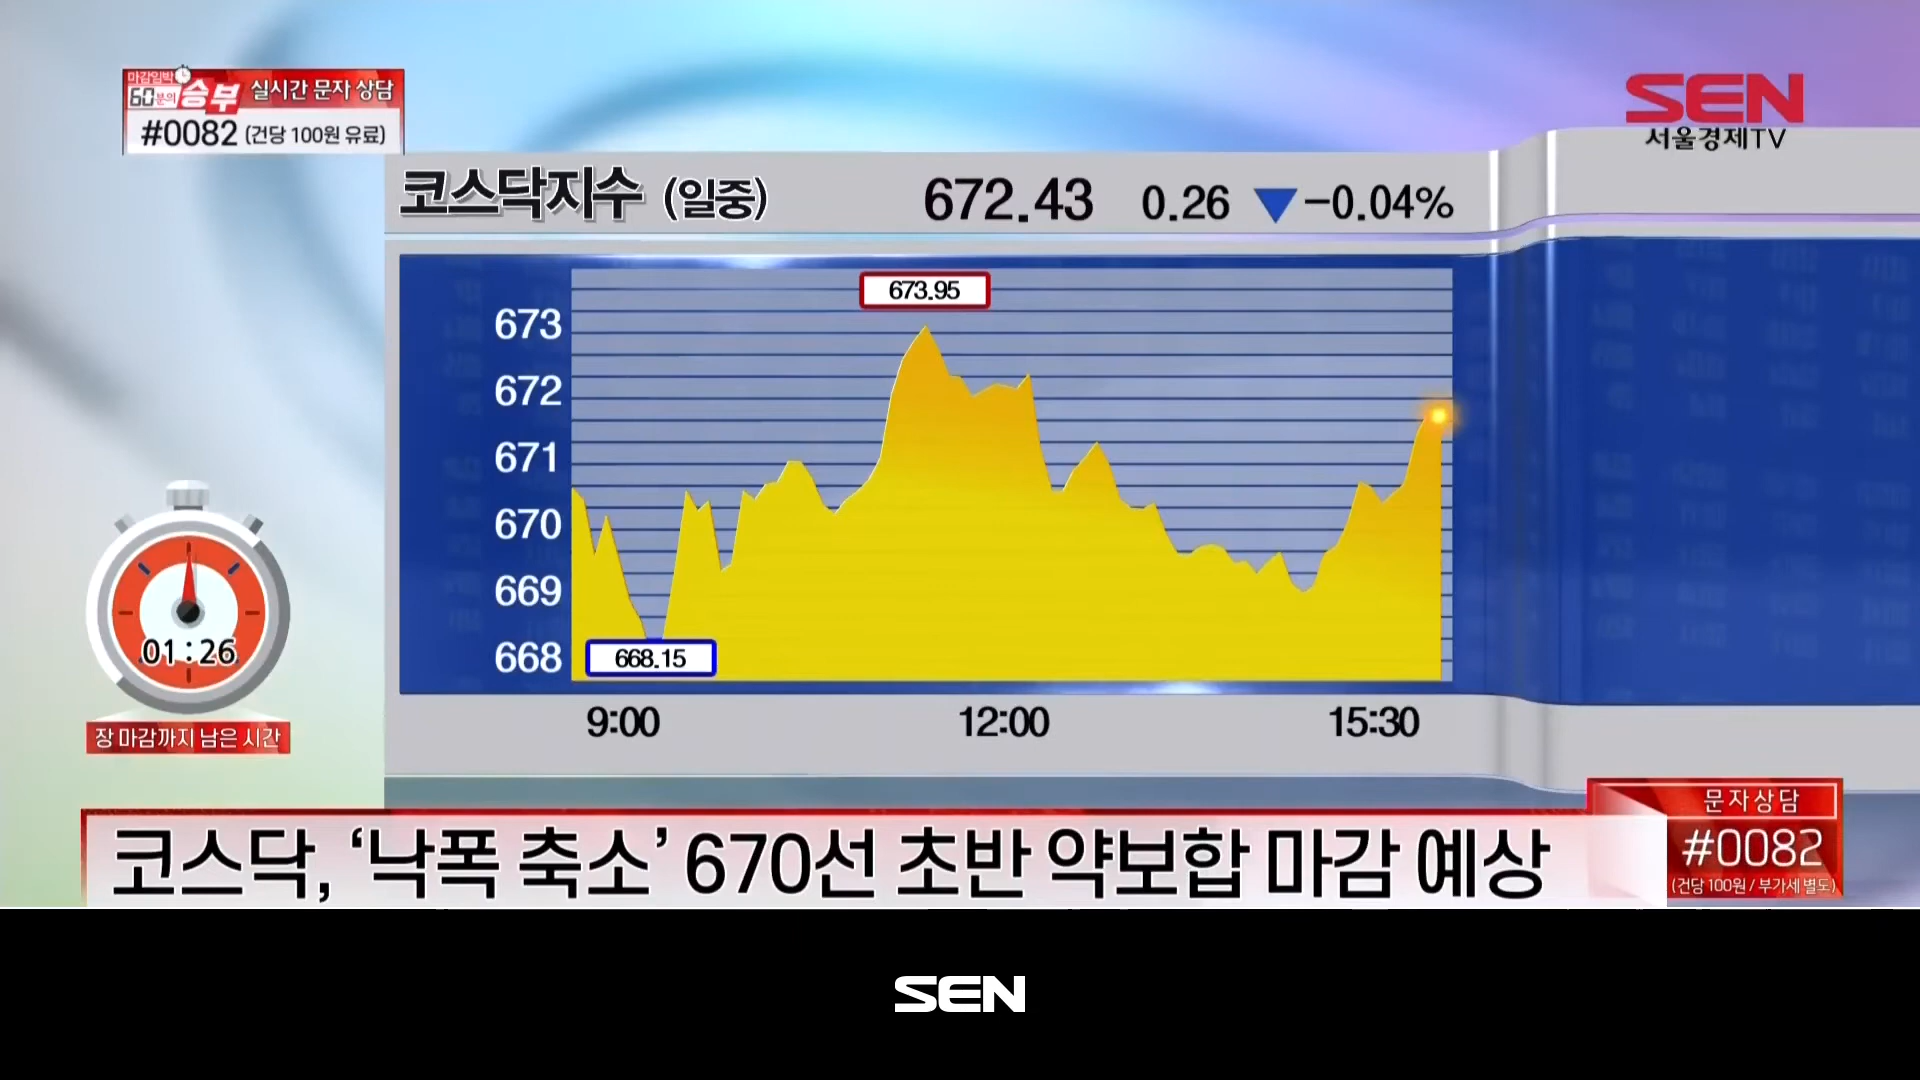 마감임박
60분의 승부 실시간 문자 상담
#0082 (건당 100원 유료)
SEN
서울경제TV
코스닥지수 (일중) 672.43 0.26 ▼ -0.04%
673.95
673
672
671
670
669
668
668.15
9:00 12:00 15:30
01:26
장 마감까지 남은 시간
코스닥, ‘낙폭 축소’ 670선 초반 약보합 마감 예상
문자상담
#0082
(건당 100원 / 부가세 별도)
SEN